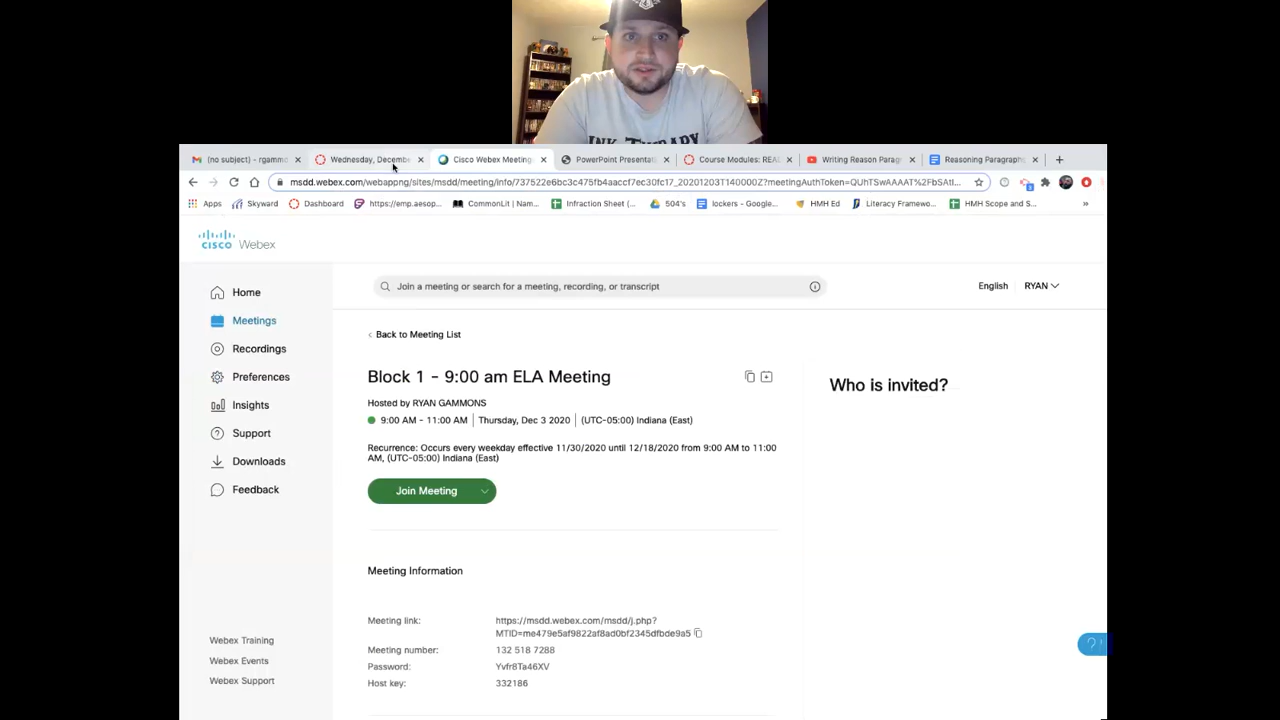 INK THERAPY
(no subject) - rgammo
Wednesday, Decembe
Cisco Webex Meeting
PowerPoint Presentati
Course Modules: REA
Writing Reason Parag
Reasoning Paragraphs
msdd.webex.com/webappng/sites/msdd/meeting/info/737522e6bc3c475fb4aaccf7ec30fc17_20201203T140000Z?meetingAuthToken=QUhTSwAAAAT%2FbSAtI...
Apps
Skyward
Dashboard
https://emp.aesop...
CommonLit | Nam...
Infraction Sheet (...
504's
lockers - Google...
HMH Ed
Literacy Framewo...
HMH Scope and S...
»
CISCO Webex
Join a meeting or search for a meeting, recording, or transcript
English
RYAN
Home
Meetings
Recordings
Preferences
Insights
Support
Downloads
Feedback
Webex Training
Webex Events
Webex Support
Back to Meeting List
Block 1 - 9:00 am ELA Meeting
Hosted by RYAN GAMMONS
9:00 AM - 11:00 AM | Thursday, Dec 3 2020 | (UTC-05:00) Indiana (East)
Recurrence: Occurs every weekday effective 11/30/2020 until 12/18/2020 from 9:00 AM to 11:00
AM, (UTC-05:00) Indiana (East)
Join Meeting
Meeting Information
Meeting link: https://msdd.webex.com/msdd/j.php?
MTID=me479e5af9822af8ad0bf2345dfbde9a5
Meeting number: 132 518 7288
Password: Yvfr8Ta46XV
Host key: 332186
Who is invited?
?